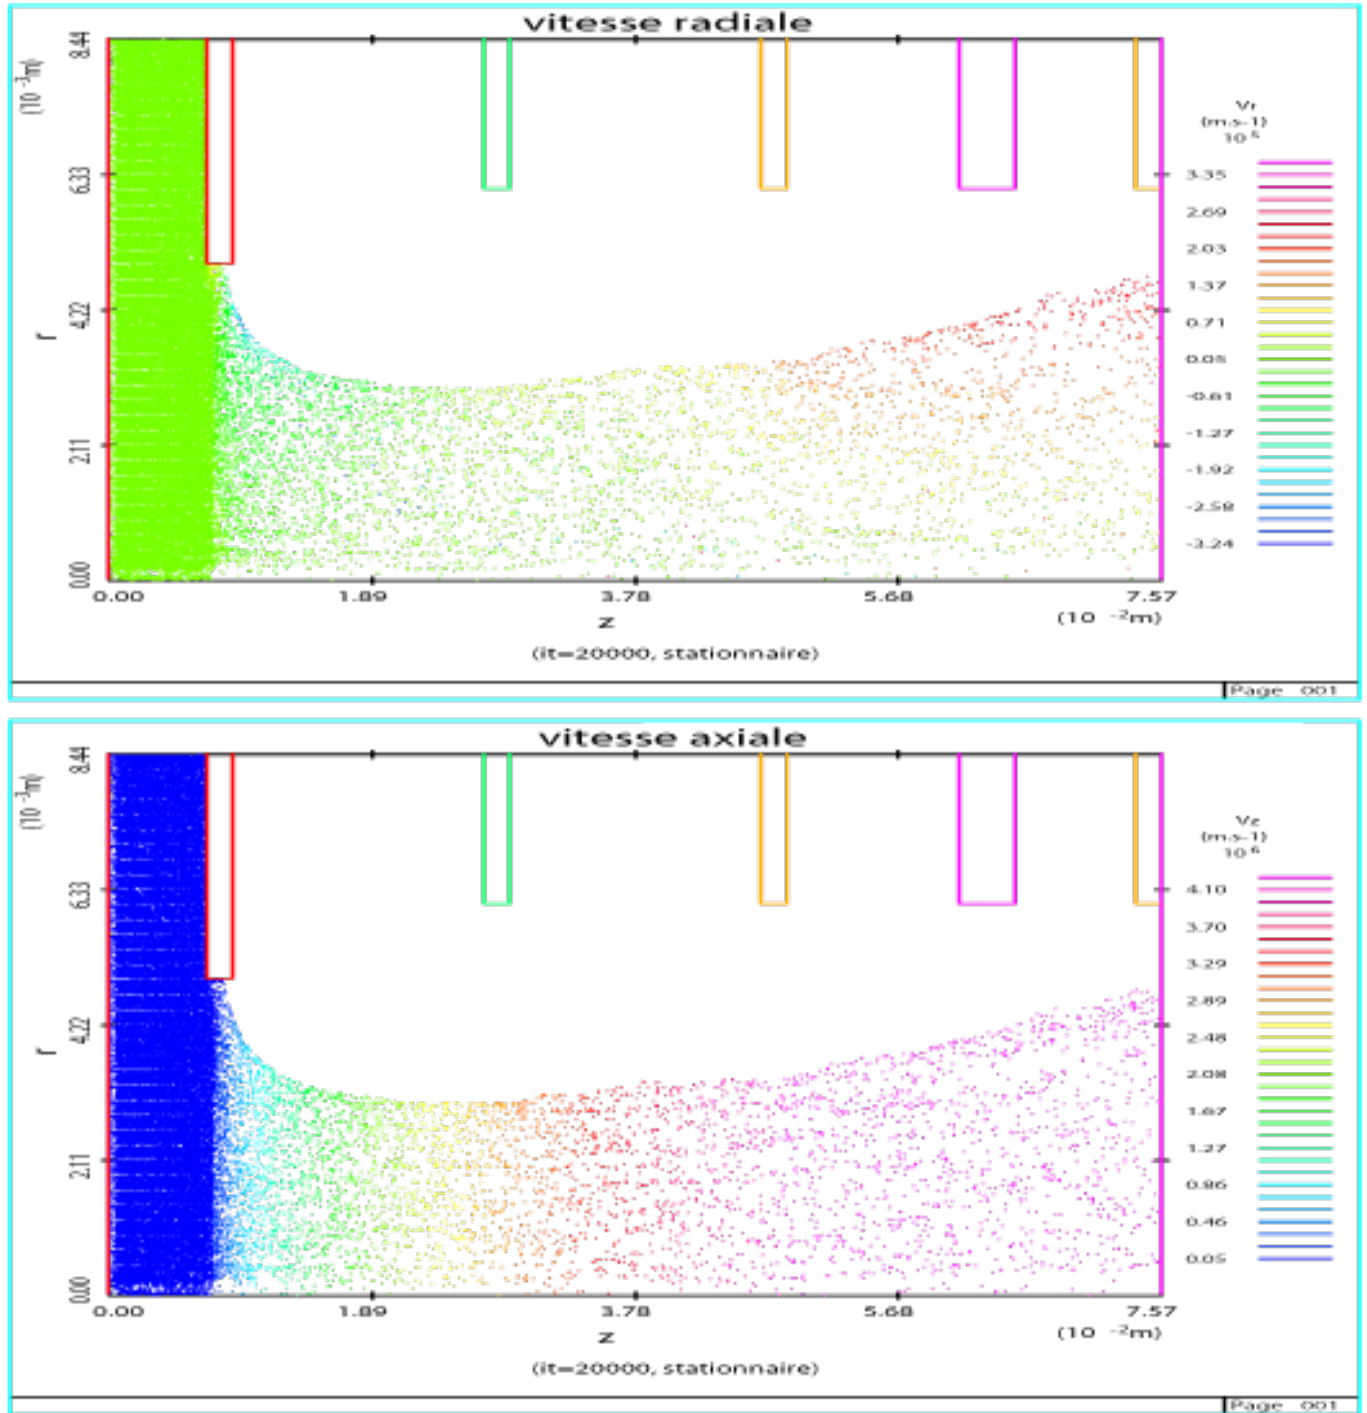 vitesse radiale
(10 -3m)
8.44
6.33
4.22
2.11
0.00
r
0.00 1.89 3.78 5.68 7.57
z
(10 -2m)
(it=20000, stationnaire)
Vr
(m.s-1)
10 5
3.35
2.69
2.03
1.37
0.71
0.05
-0.61
-1.27
-1.92
-2.58
-3.24
Page 001
vitesse axiale
(10 -3m)
8.44
6.33
4.22
2.11
0.00
r
0.00 1.89 3.78 5.68 7.57
z
(10 -2m)
(it=20000, stationnaire)
Vz
(m.s-1)
10 6
4.10
3.70
3.29
2.89
2.48
2.08
1.67
1.27
0.86
0.46
0.05
Page 001